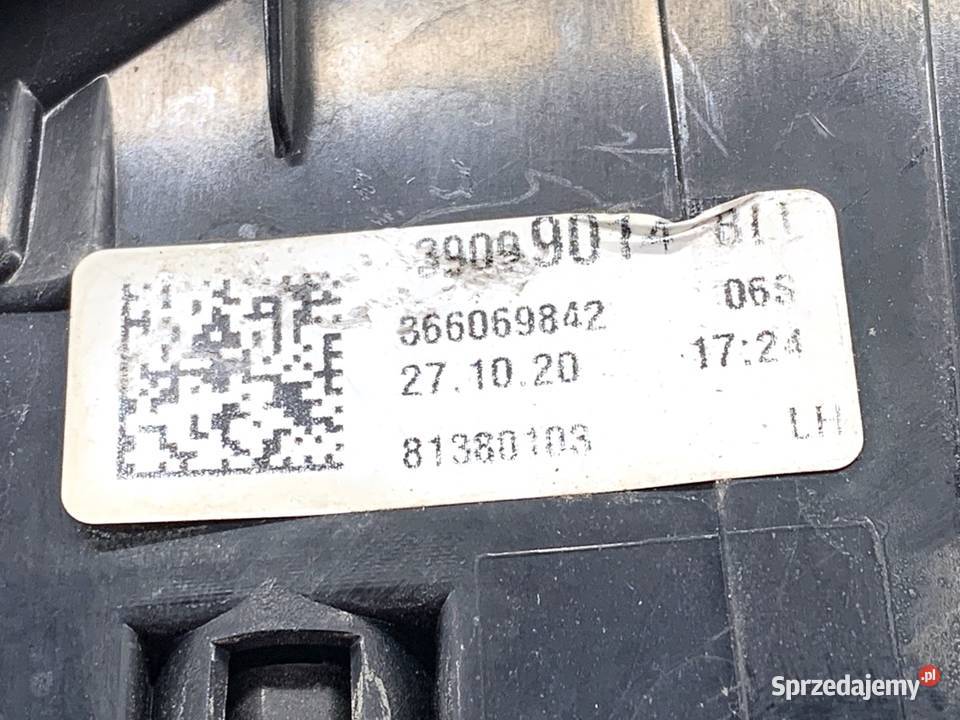 39099014
366069842 06S
27.10.20 17:24
81380103 LH
Sprzedajemy.pl